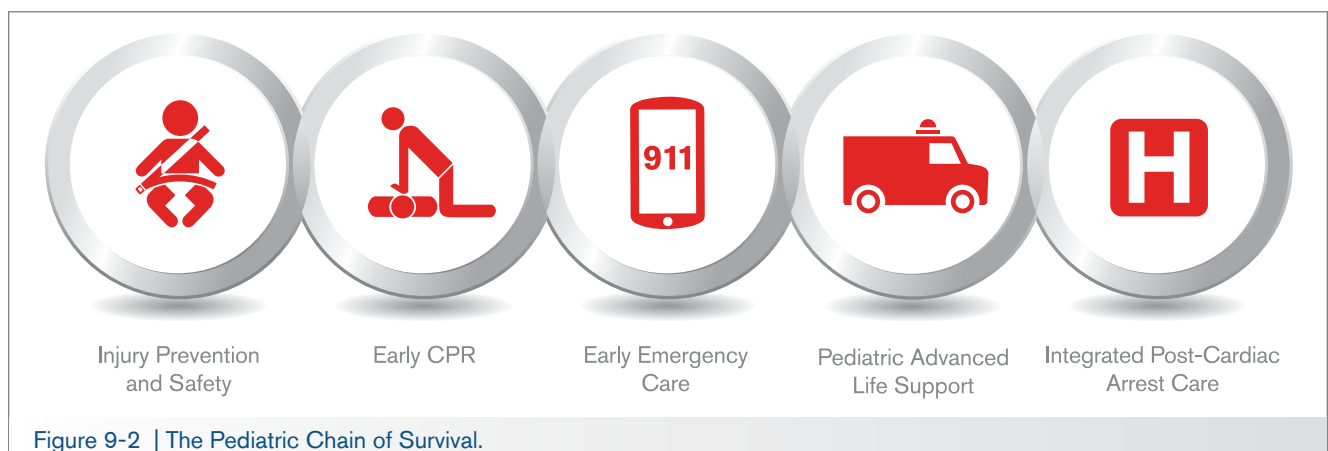 911
H
Injury Prevention
and Safety
Early CPR
Early Emergency
Care
Pediatric Advanced
Life Support
Integrated Post-Cardiac
Arrest Care
Figure 9-2 | The Pediatric Chain of Survival.